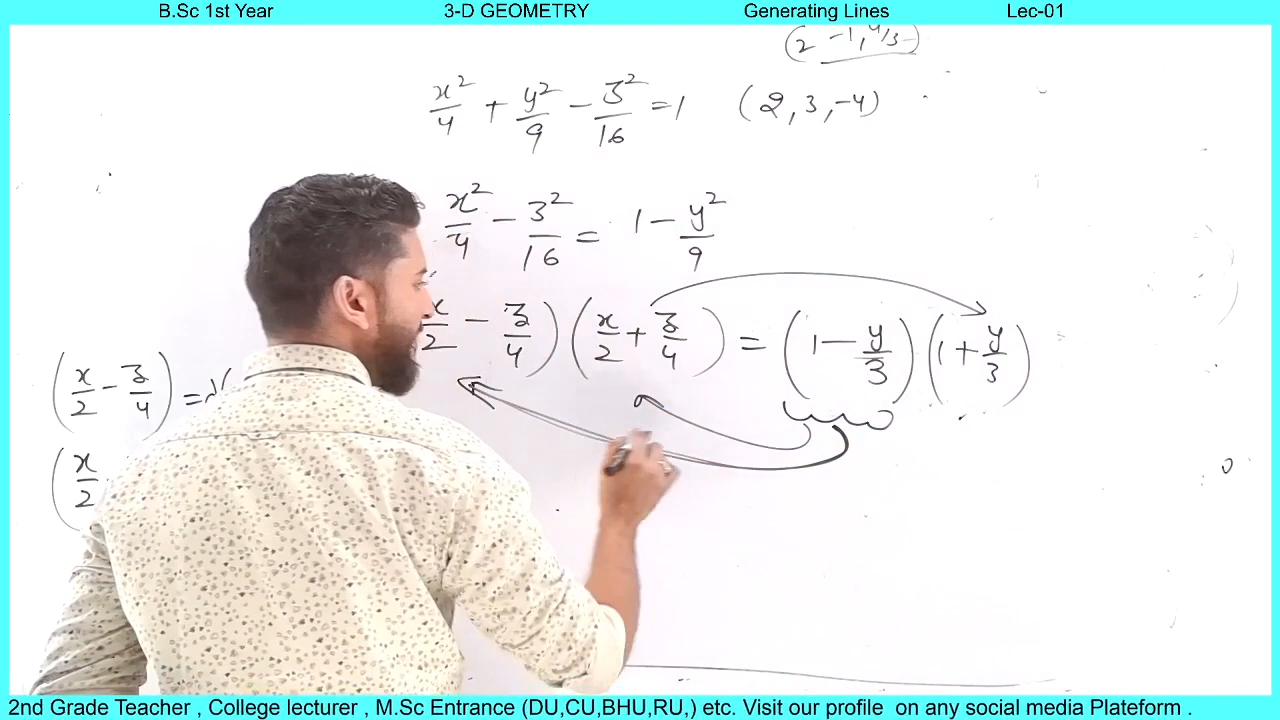 B.Sc 1st Year 3-D GEOMETRY Generating Lines Lec-01
(2 -1, 4/3)
x²/4 + y²/9 - z²/16 = 1 (2, 3, -4)
x²/4 - z²/16 = 1 - y²/9
x/2 - z/4) (x/2 + z/4) = (1 - y/3) (1 + y/3)
(x/2 - z/4) = λ(
(x/2
2nd Grade Teacher , College lecturer , M.Sc Entrance (DU,CU,BHU,RU,) etc. Visit our profile on any social media Plateform .